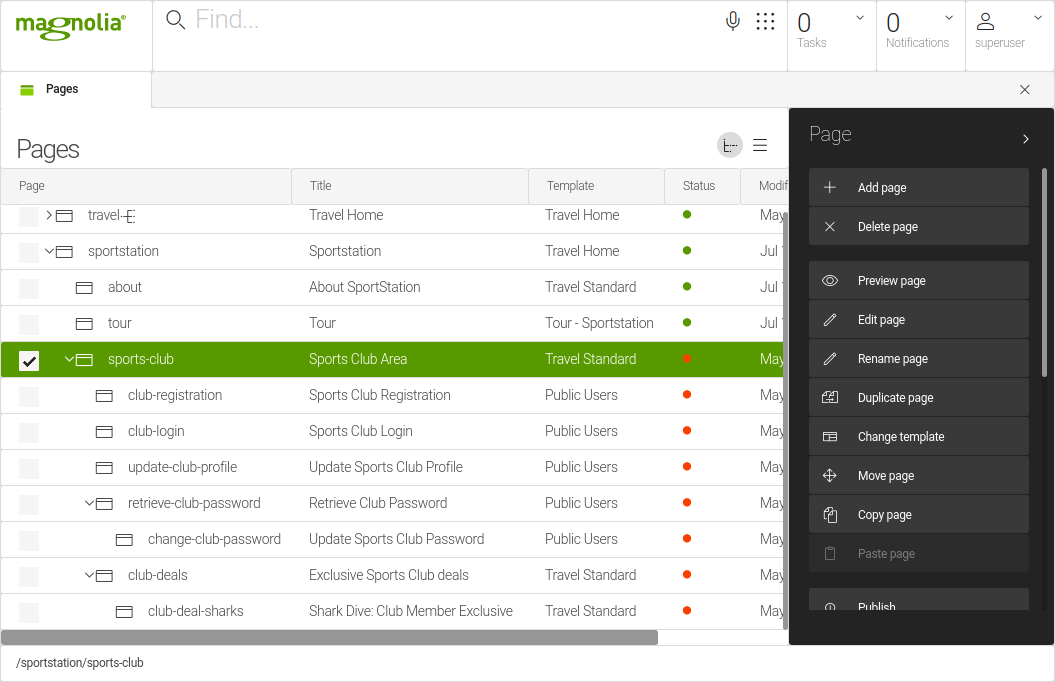 magnolia®
Find...
0
Tasks
0
Notifications
superuser
Pages
Pages
Page
Title
Template
Status
Modif
travel
Travel Home
Travel Home
May
sportstation
Sportstation
Travel Home
Jul
about
About SportStation
Travel Standard
Jul
tour
Tour
Tour - Sportstation
Jul
sports-club
Sports Club Area
Travel Standard
May
club-registration
Sports Club Registration
Public Users
May
club-login
Sports Club Login
Public Users
May
update-club-profile
Update Sports Club Profile
Public Users
May
retrieve-club-password
Retrieve Club Password
Public Users
May
change-club-password
Update Sports Club Password
Public Users
May
club-deals
Exclusive Sports Club deals
Travel Standard
May
club-deal-sharks
Shark Dive: Club Member Exclusive
Travel Standard
May
/sportstation/sports-club
Page
Add page
Delete page
Preview page
Edit page
Rename page
Duplicate page
Change template
Move page
Copy page
Paste page
Publish